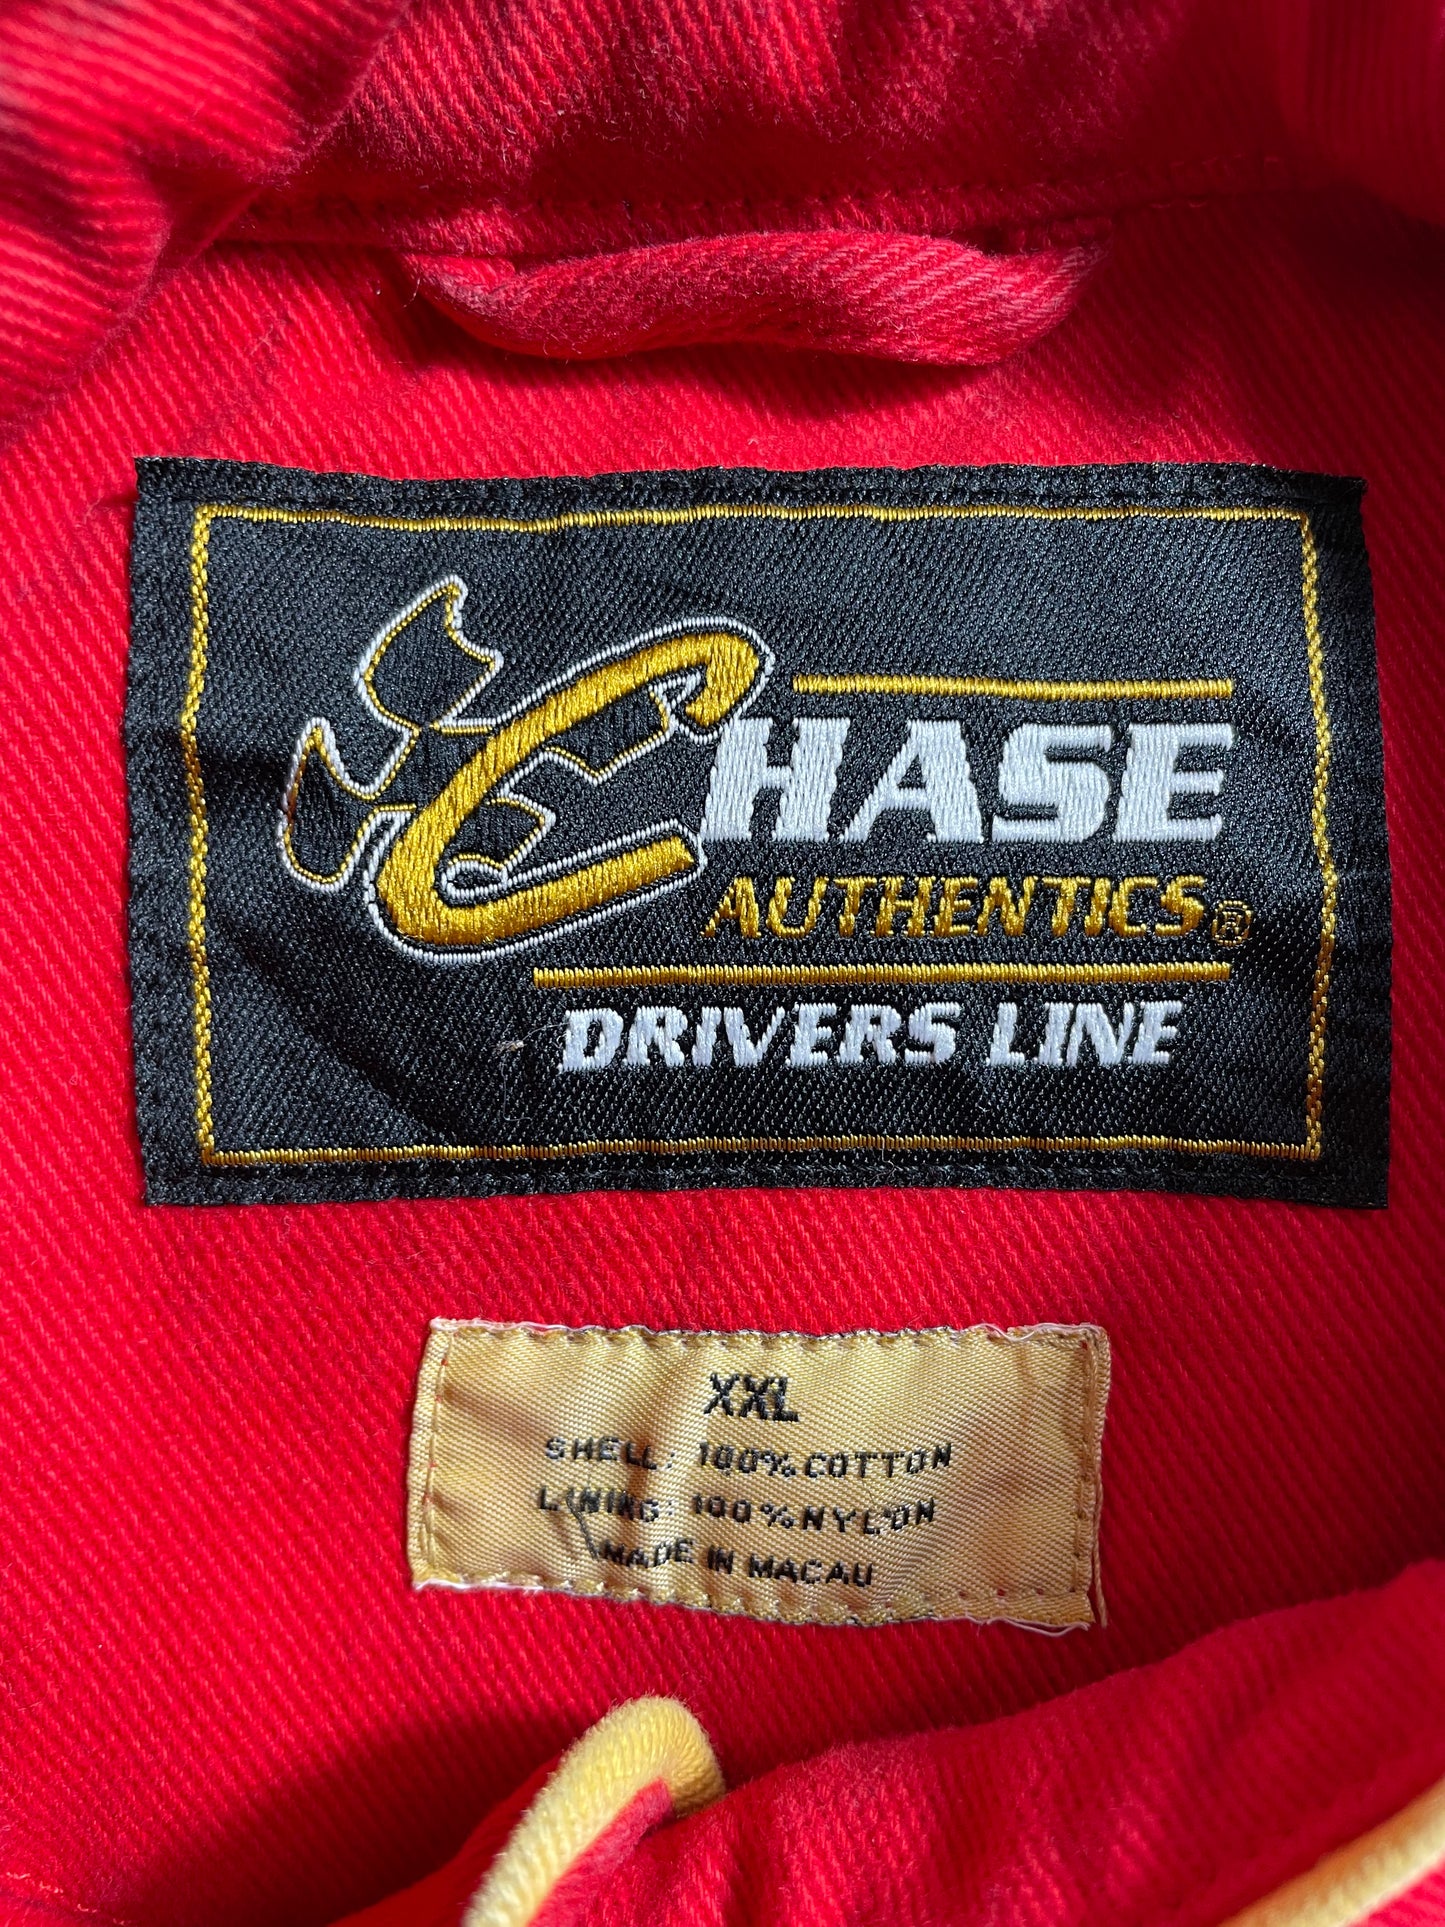 CHASE
AUTHENTICS®
DRIVERS LINE
XXL
SHELL: 100% COTTON
LINING: 100% NYLON
MADE IN MACAU